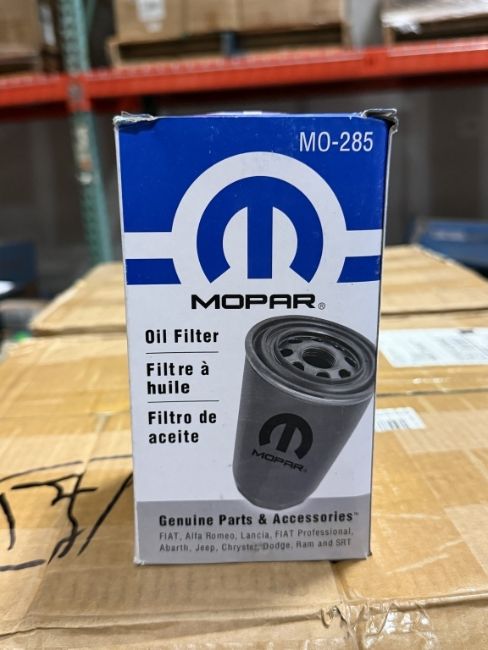 MO-285
MOPAR®
Oil Filter
Filtre à
huile
Filtro de
aceite
MOPAR®
Genuine Parts & Accessories™
FIAT, Alfa Romeo, Lancia, FIAT Professional,
Abarth, Jeep, Chrysler, Dodge, Ram and SRT